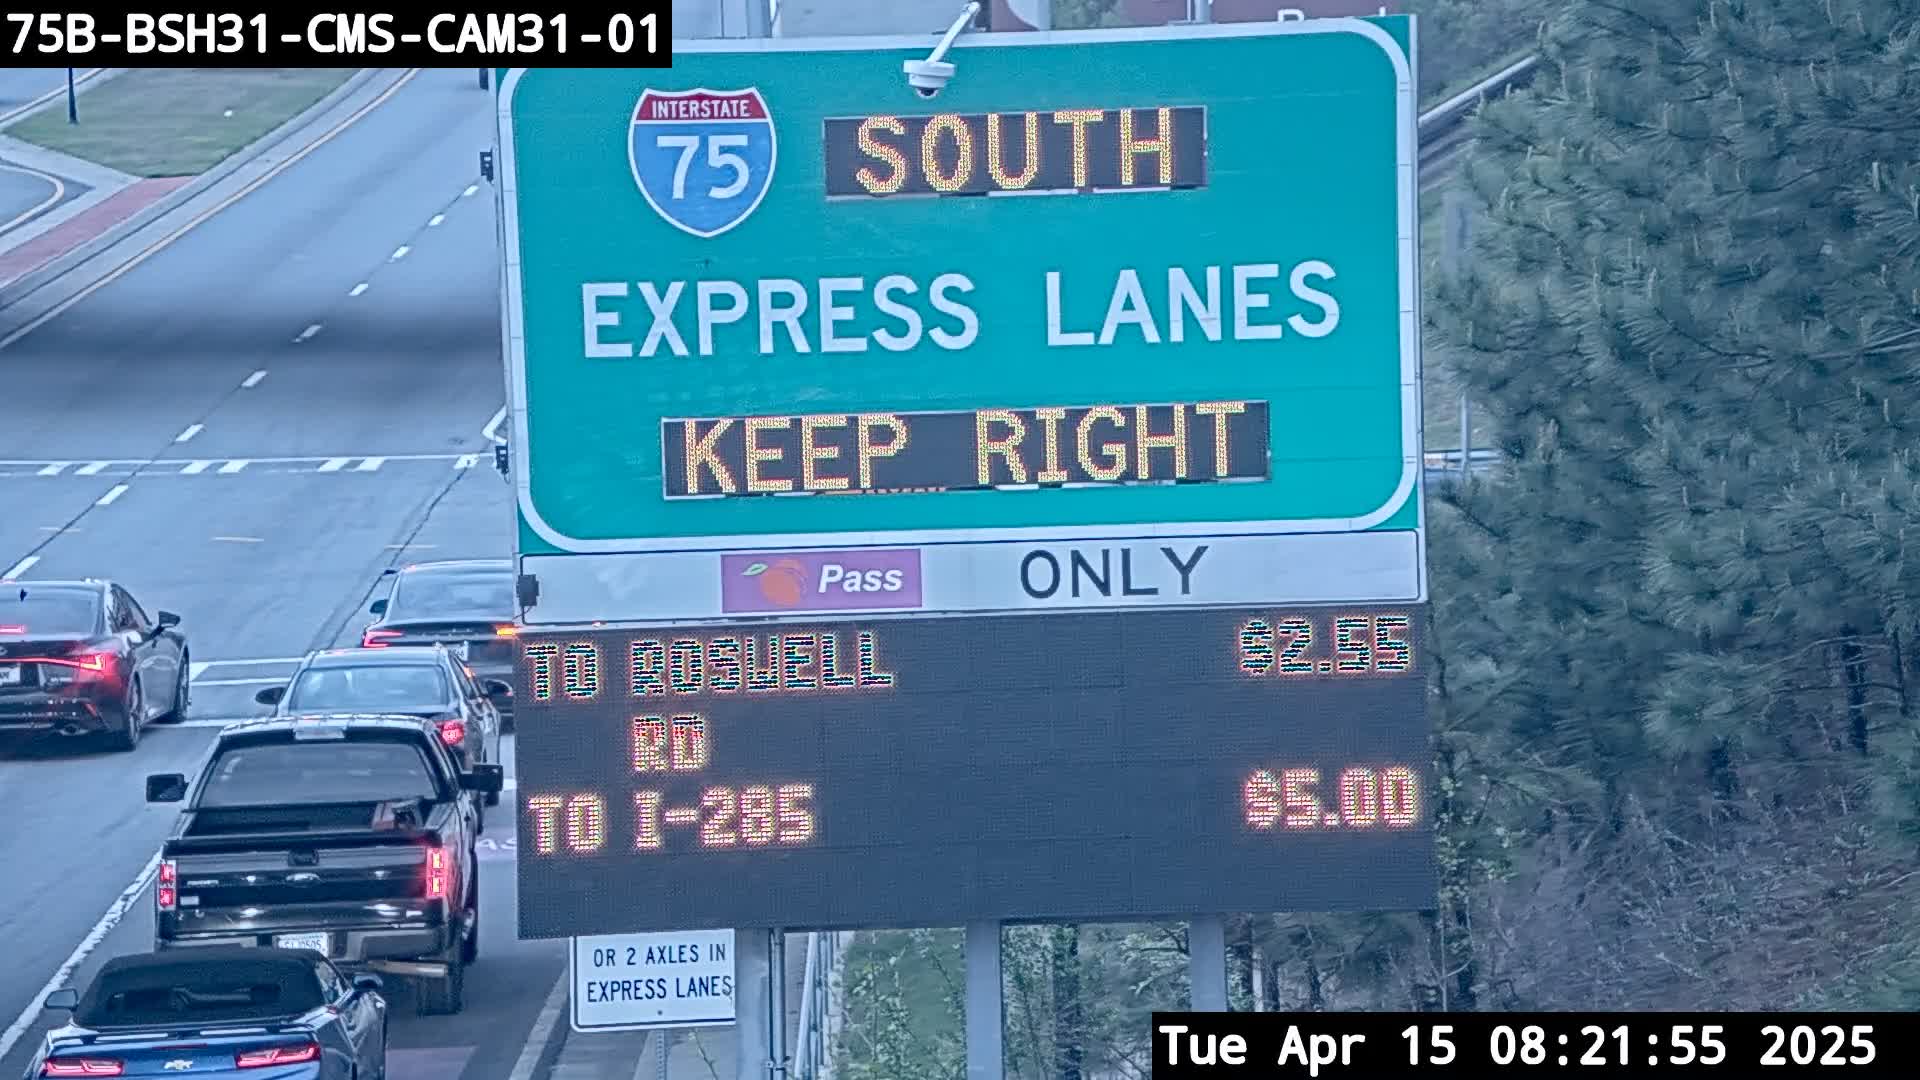 75B-BSH31-CMS-CAM31-01
INTERSTATE
75
SOUTH
EXPRESS LANES
KEEP RIGHT
Pass ONLY
TO ROSWELL $2.55
RD
TO I-285 $5.00
OR 2 AXLES IN
EXPRESS LANES
Tue Apr 15 08:21:55 2025